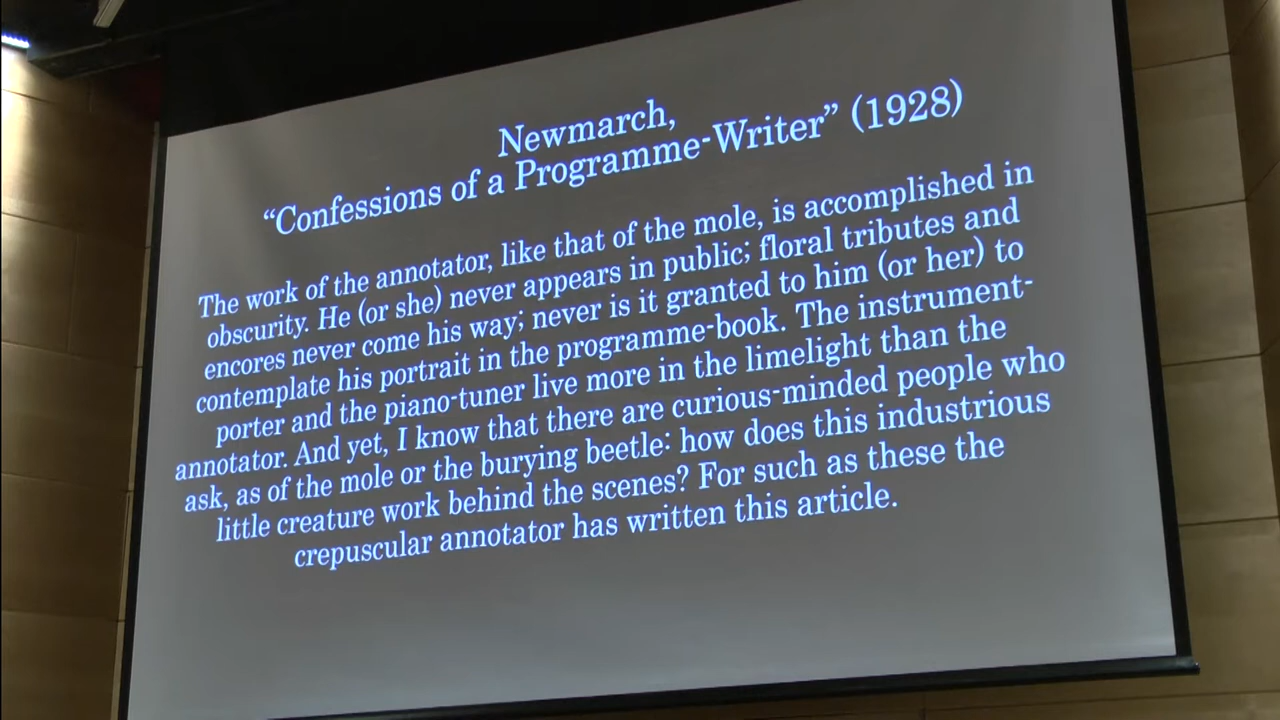 Newmarch,
“Confessions of a Programme-Writer” (1928)
The work of the annotator, like that of the mole, is accomplished in
obscurity. He (or she) never appears in public; floral tributes and
encores never come his way; never is it granted to him (or her) to
contemplate his portrait in the programme-book. The instrument-
porter and the piano-tuner live more in the limelight than the
annotator. And yet, I know that there are curious-minded people who
ask, as of the mole or the burying beetle: how does this industrious
little creature work behind the scenes? For such as these the
crepuscular annotator has written this article.